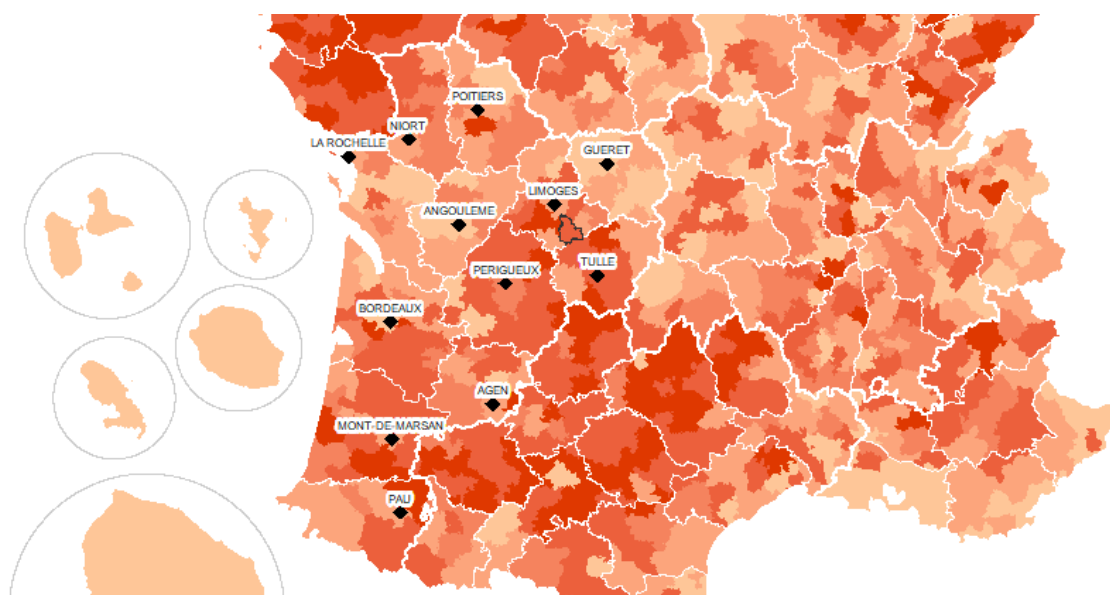 POITIERS
NIORT
LA ROCHELLE
GUERET
LIMOGES
ANGOULEME
TULLE
PERIGUEUX
BORDEAUX
AGEN
MONT-DE-MARSAN
PAU